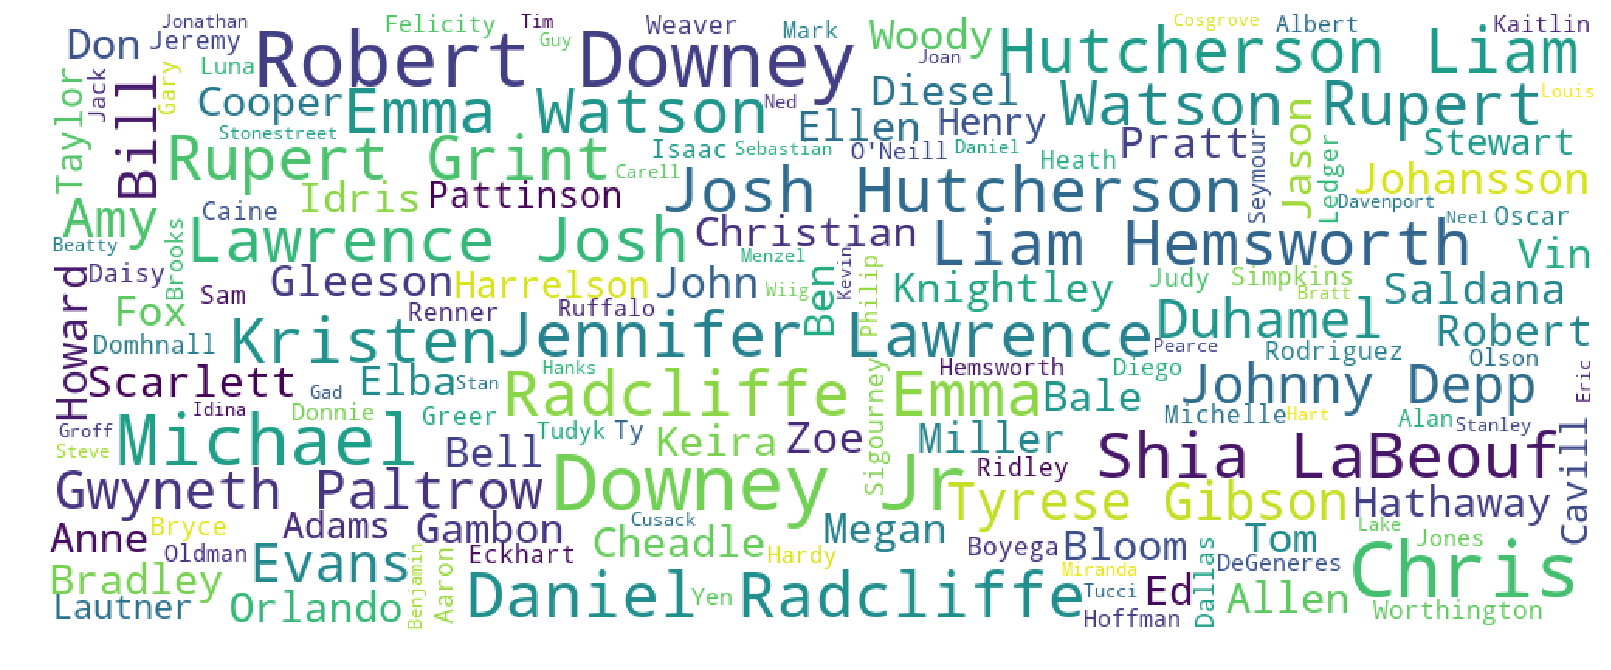 Jonathan
Felicity
Tim
Weaver
Mark
Cosgrove
Albert
Kaitlin
Don
Jeremy
Guy
Woody
Joan
Robert Downey
Hutcherson Liam
Luna
Taylor
Jack
Bill
Gary
Cooper
Emma Watson
Ned
Diesel
Watson Rupert
Louis
Stonestreet
Ellen
Henry
Jason
Pratt
Stewart
Rupert Grint
Isaac
Sebastian
O'Neill
Daniel
Heath
Seymour
Ledger
Carell
Johansson
Idris
Pattinson
Josh Hutcherson
Davenport
Amy
Caine
Neel
Oscar
Beatty
Brooks
Lawrence Josh
Christian
Liam Hemsworth
Menzel
Kevin
Vin
Howard
Daisy
Gleeson
Harrelson
John
Wiig
Ben
Philip
Knightley
Judy
Simpkins
Bratt
Saldana
Fox
Sam
Renner
Ruffalo
Domhnall
Kristen
Jennifer Lawrence
Duhamel
Pearce
Robert
Rodriguez
Olson
Scarlett
Gad
Elba
Stan
Hanks
Hemsworth
Diego
Eric
Radcliffe Emma
Bale
Johnny Depp
Idina
Donnie
Greer
Sigourney
Michelle
Hart
Alan
Stanley
Groff
Steve
Michael
Bell
Tudyk
Ty
Keira
Zoe
Miller
Ridley
Shia LaBeouf
Cavill
Gwyneth Paltrow
Downey Jr
Tyrese Gibson
Hathaway
Anne
Bryce
Adams
Gambon
Cusack
Megan
Lake
Jones
Oldman
Evans
Eckhart
Cheadle
Hardy
Boyega
Bloom
Tom
DeGeneres
Chris
Bradley
Benjamin
Aaron
Miranda
Dallas
Lautner
Orlando
Daniel
Yen
Radcliffe
Tucci
Ed
Allen
Hoffman
Worthington